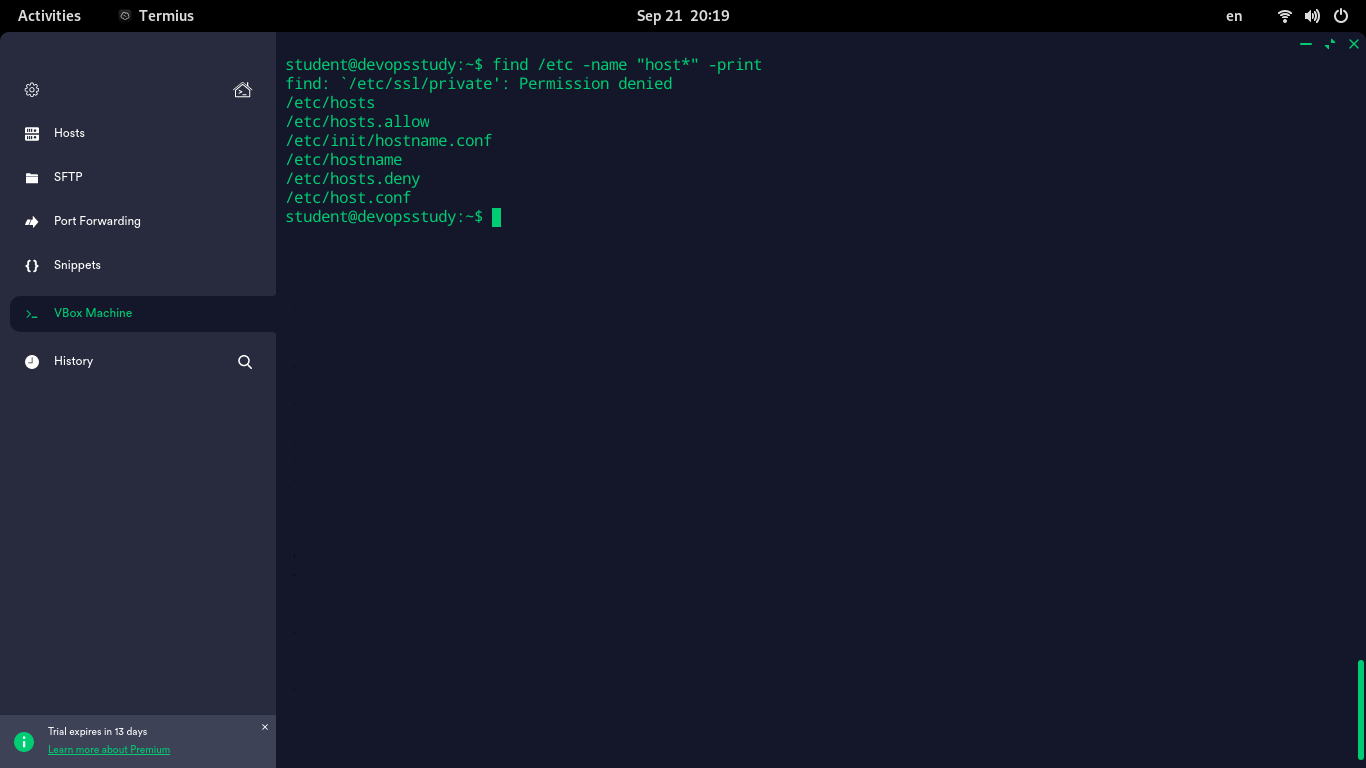 Activities Termius Sep 21 20:19 en
Hosts
SFTP
Port Forwarding
Snippets
VBox Machine
History
Trial expires in 13 days
Learn more about Premium
student@devopsstudy:~$ find /etc -name "host*" -print
find: `/etc/ssl/private': Permission denied
/etc/hosts
/etc/hosts.allow
/etc/init/hostname.conf
/etc/hostname
/etc/hosts.deny
/etc/host.conf
student@devopsstudy:~$